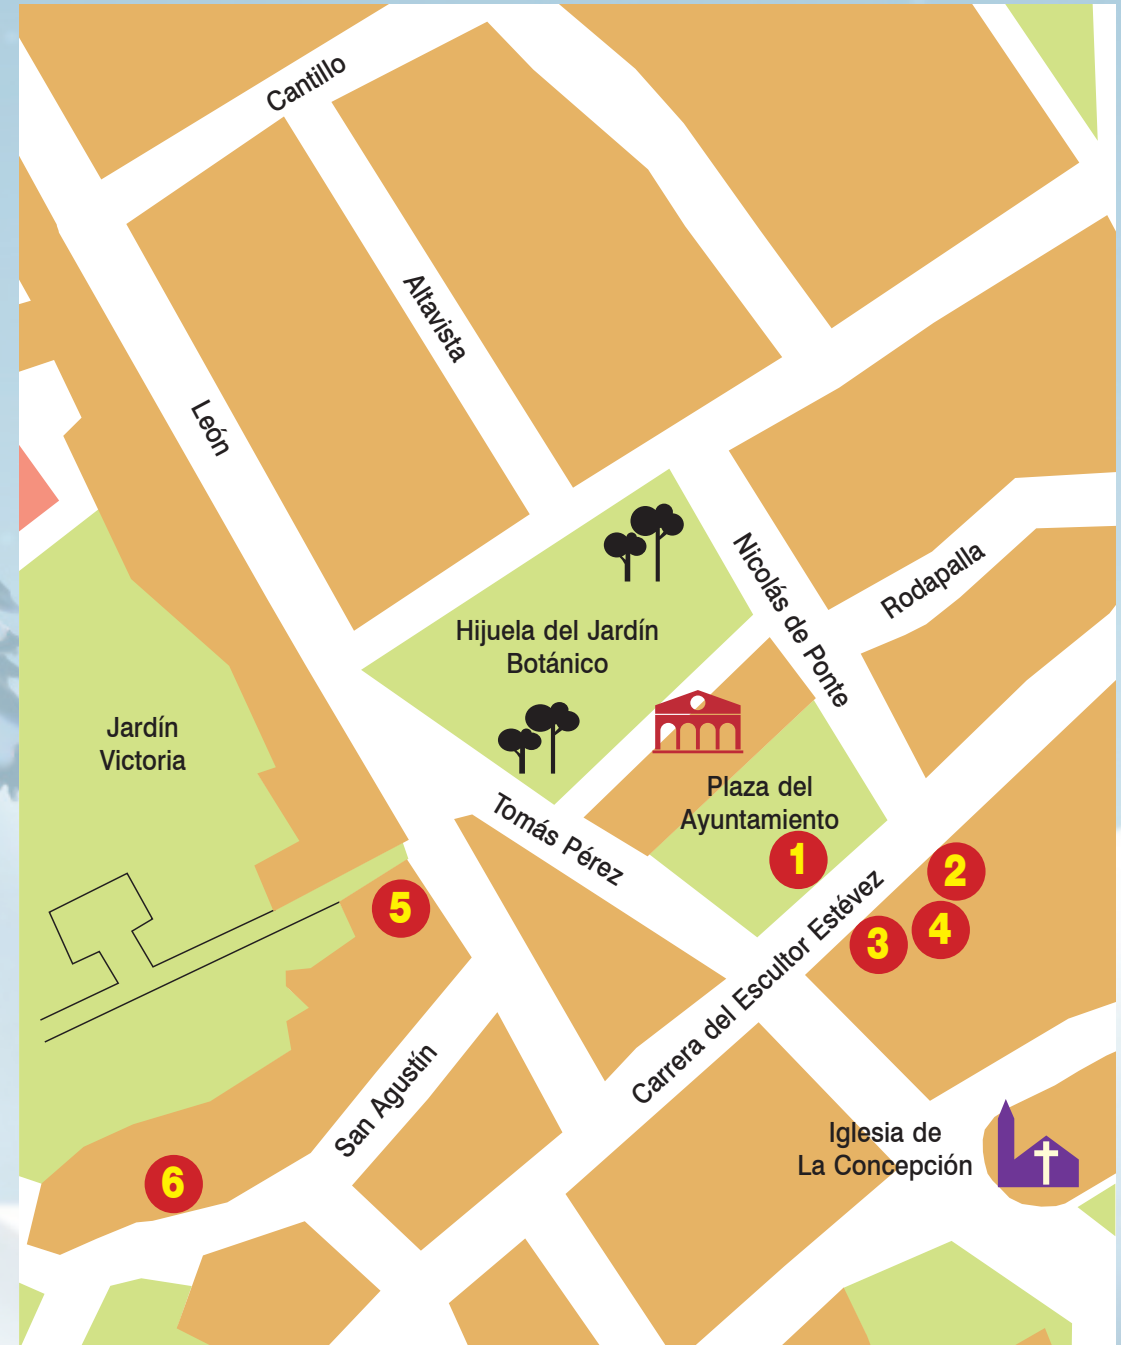 Cantillo
Altavista
León
Nicolás de Ponte
Rodapalla
Hijuela del Jardín
Botánico
Jardín
Victoria
Tomás Pérez
Plaza del
Ayuntamiento
1
2
3
4
5
Carrera del Escultor Estévez
San Agustín
Iglesia de
La Concepción
6